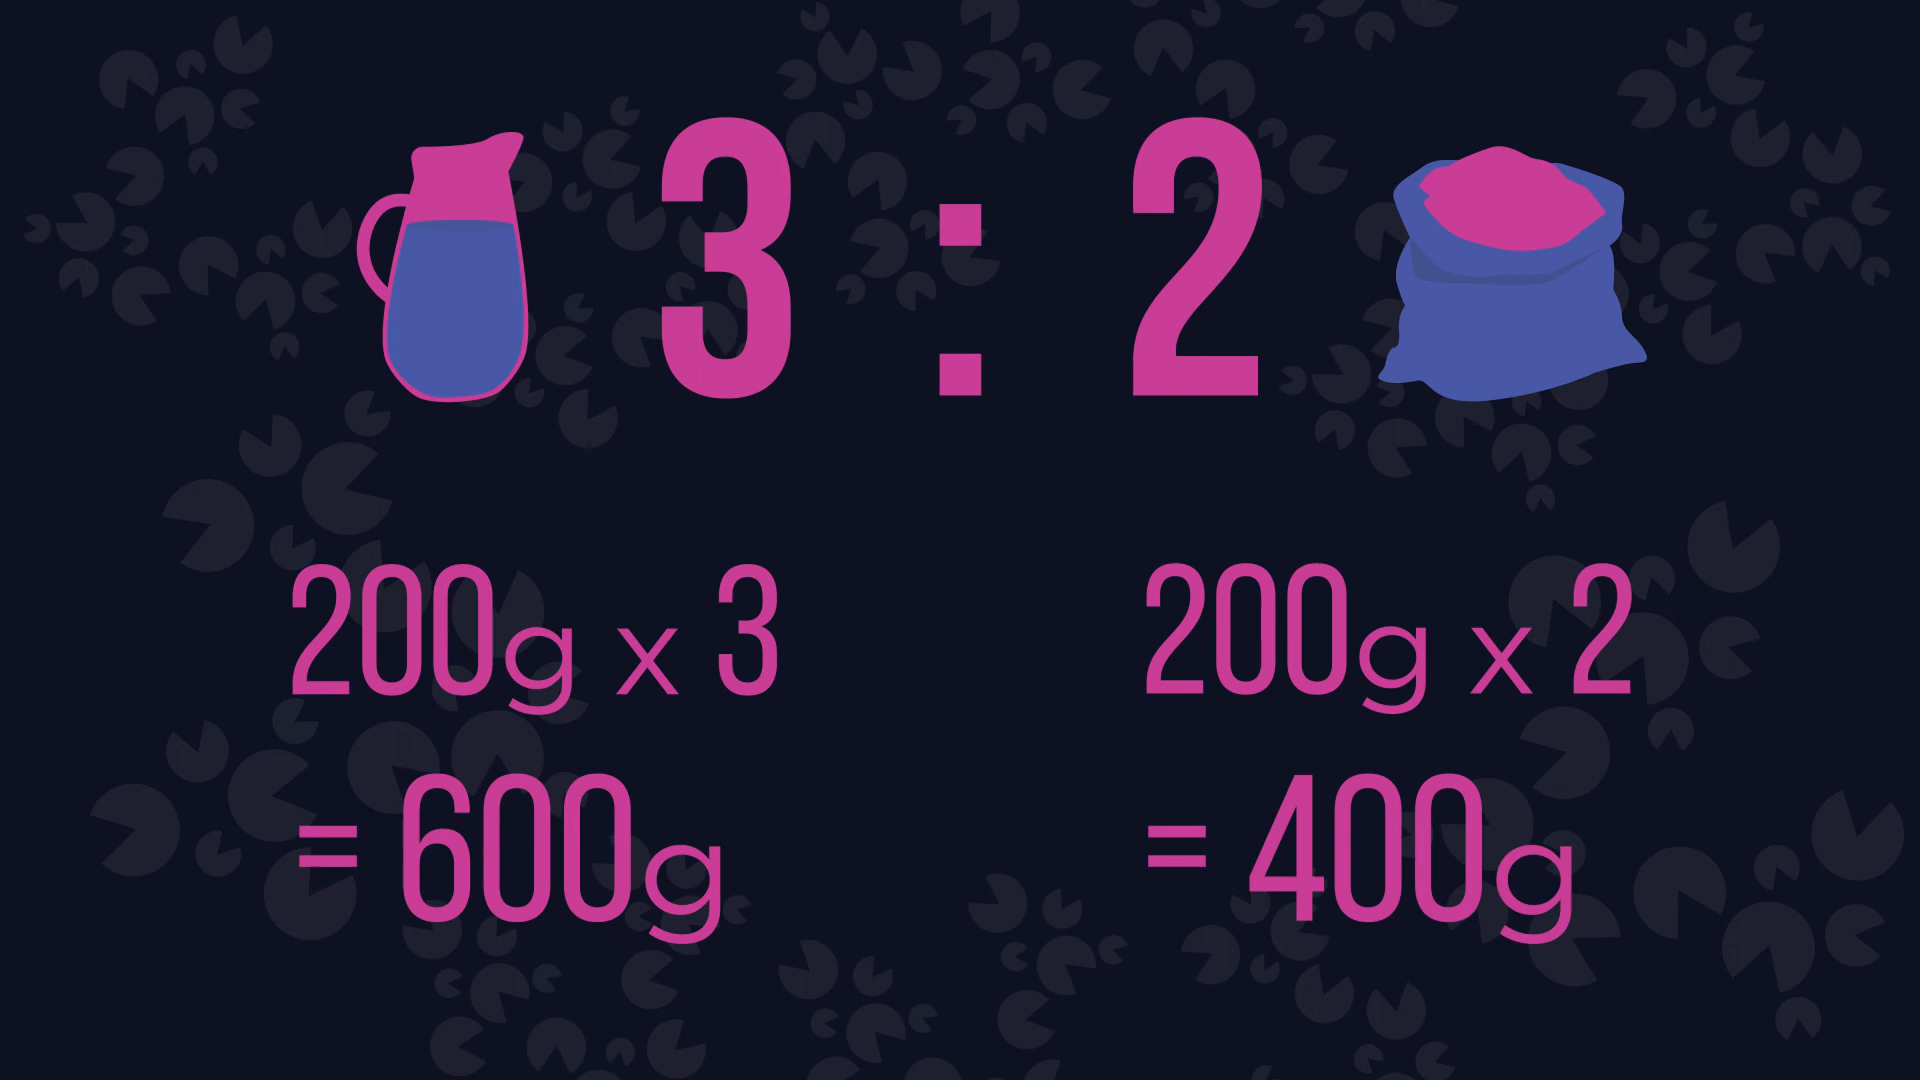 3 : 2
200g x 3
= 600g
200g x 2
= 400g